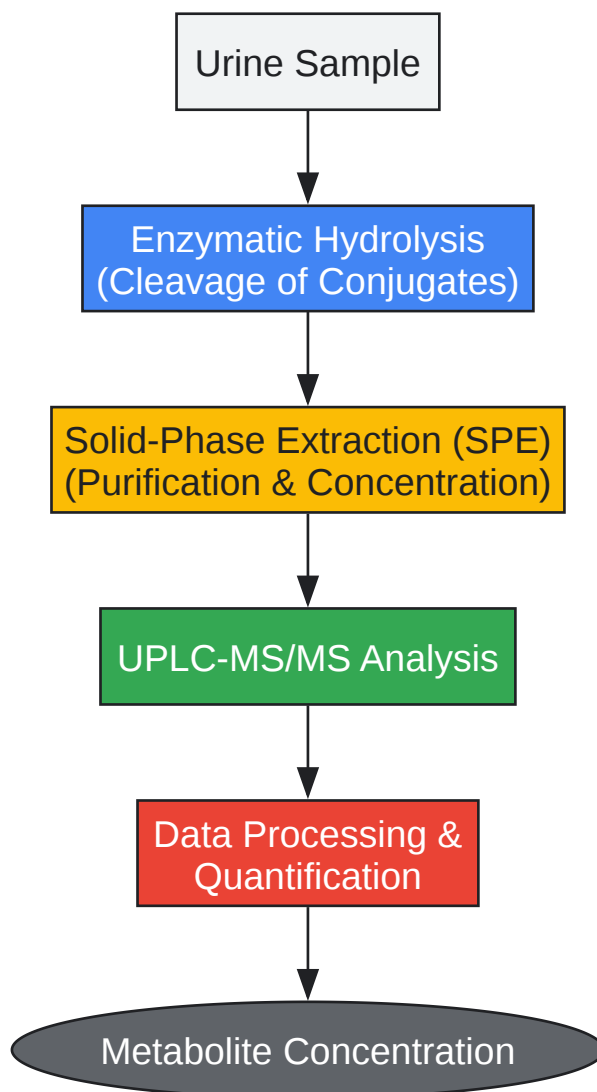 Urine Sample
Enzymatic Hydrolysis
(Cleavage of Conjugates)
Solid-Phase Extraction (SPE)
(Purification & Concentration)
UPLC-MS/MS Analysis
Data Processing &
Quantification
Metabolite Concentration